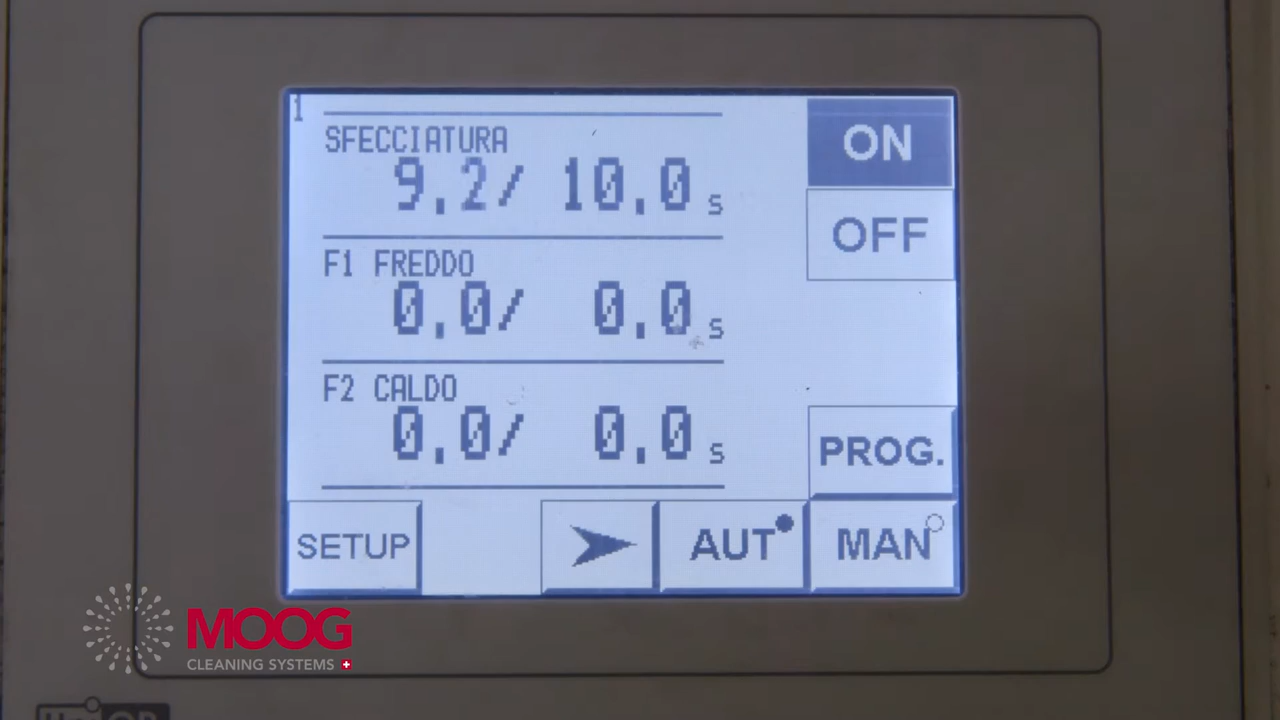 1
SFECCIATURA
9,2/ 10,0 s
ON
OFF
F1 FREDDO
0,0/ 0,0 s
F2 CALDO
0,0/ 0,0 s
PROG.
SETUP
AUT
MAN
MOOG
CLEANING SYSTEMS